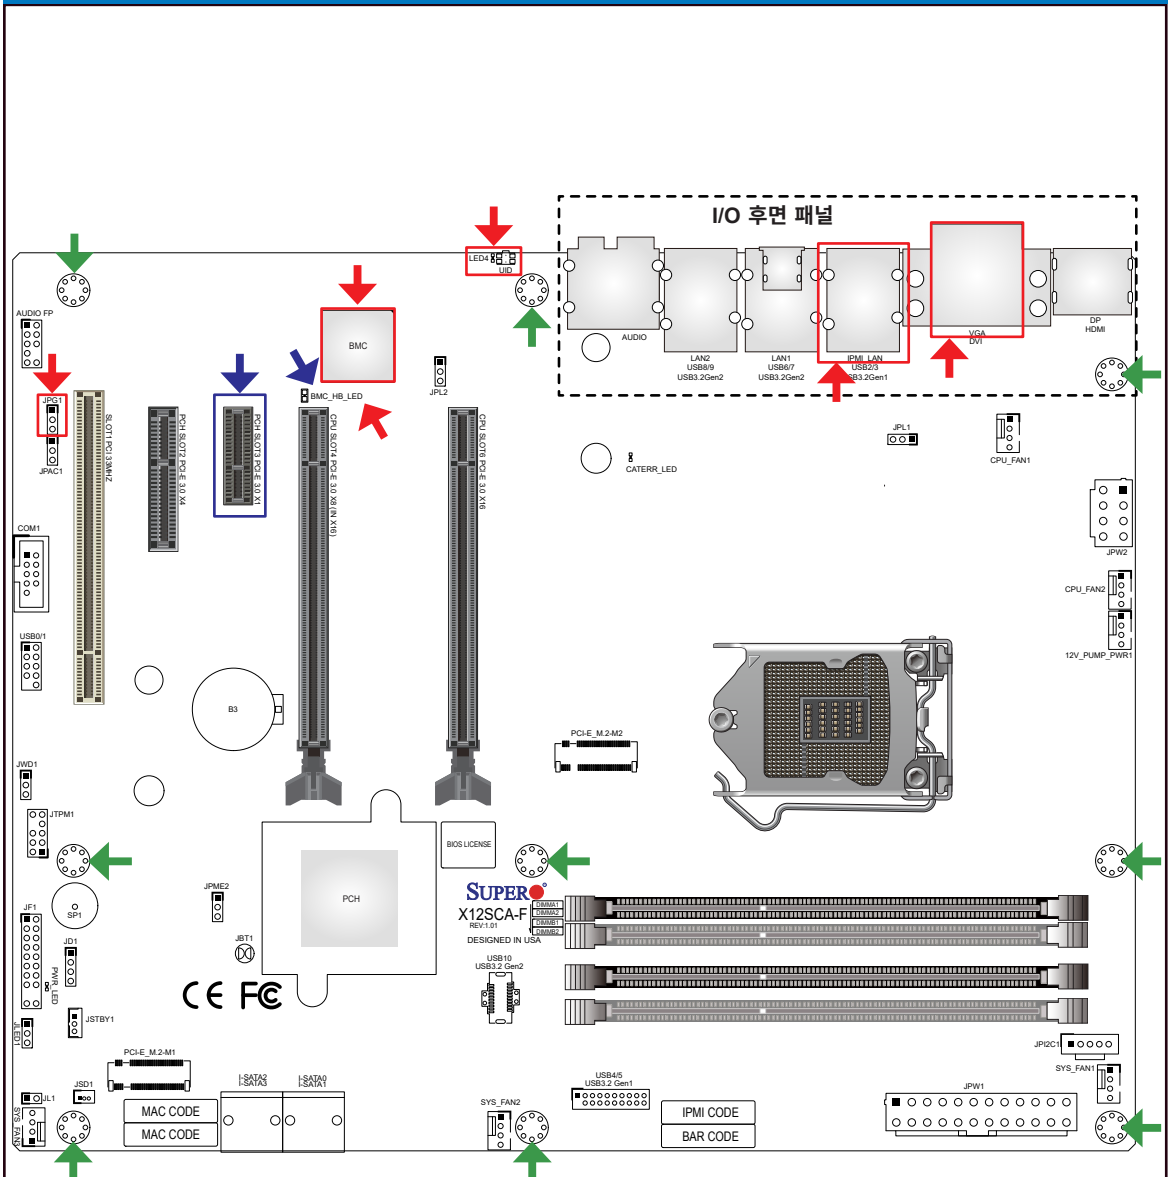 I/O 후면 패널
LED4
UID
AUDIO FP
BMC
AUDIO
LAN2
USB8/9
USB3.2Gen2
LAN1
USB6/7
USB3.2Gen2
IPMI_LAN
USB2/3
USB3.2Gen1
VGA
DVI
DP
HDMI
JPG1
JPAC1
BMC_HB_LED
JPL2
SLOT1 PCI 33MHZ
PCH SLOT2 PCI-E 3.0 X4
PCH SLOT3 PCI-E 3.0 X1
CPU SLOT4 PCI-E 3.0 X8 (IN X16)
CPU SLOT6 PCI-E 3.0 X16
CATERR_LED
JPL1
CPU_FAN1
COM1
JPW2
CPU_FAN2
12V_PUMP_PWR1
USB0/1
B3
PCI-E_M.2-M2
JWD1
JTPM1
BIOS LICENSE
PCH
JPME2
SP1
JF1
JBT1
JD1
PWR_LED
SUPER
X12SCA-F
REV:1.01
DESIGNED IN USA
DIMMA1
DIMMA2
DIMMB1
DIMMB2
USB10
USB3.2 Gen2
CE FC
JSTBY1
JLED1
PCI-E_M.2-M1
JSD1
JL1
SYS_FAN3
MAC CODE
MAC CODE
I-SATA2
I-SATA3
I-SATA0
I-SATA1
SYS_FAN2
USB4/5
USB3.2 Gen1
IPMI CODE
BAR CODE
JPW1
JPI2C1
SYS_FAN1